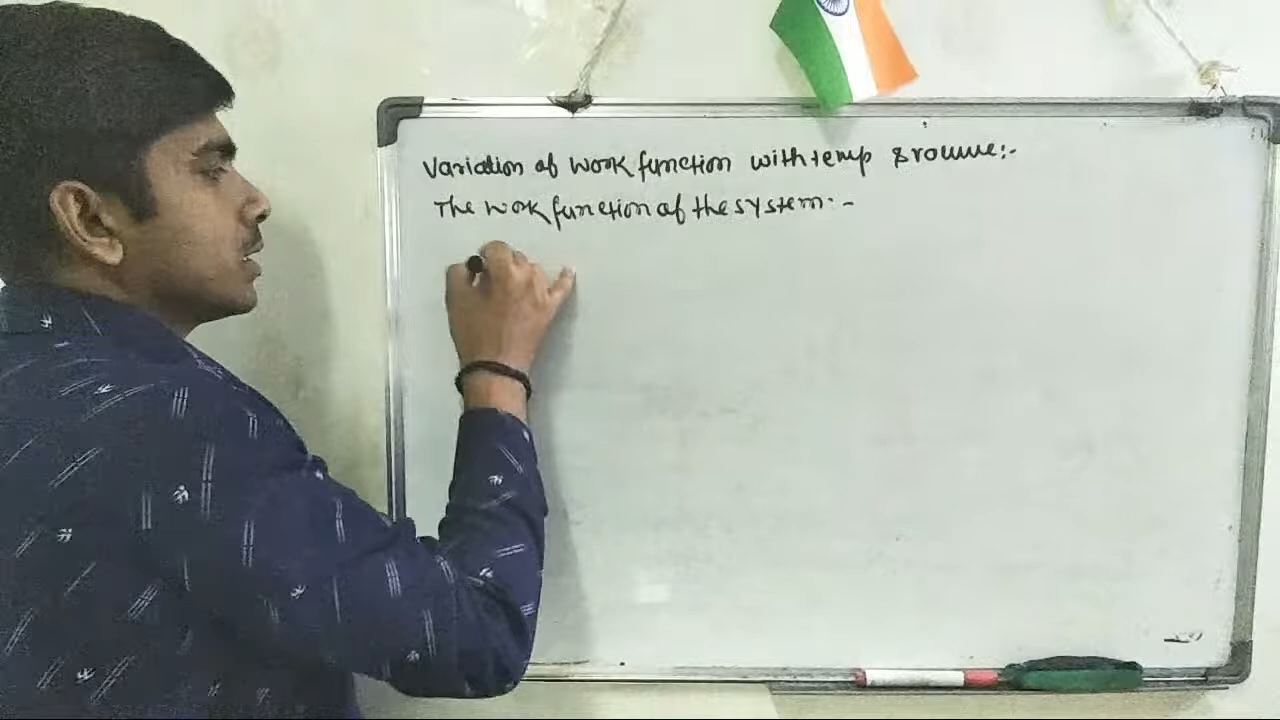 Variation of work function with temp & volume:-
The work function of the system:-